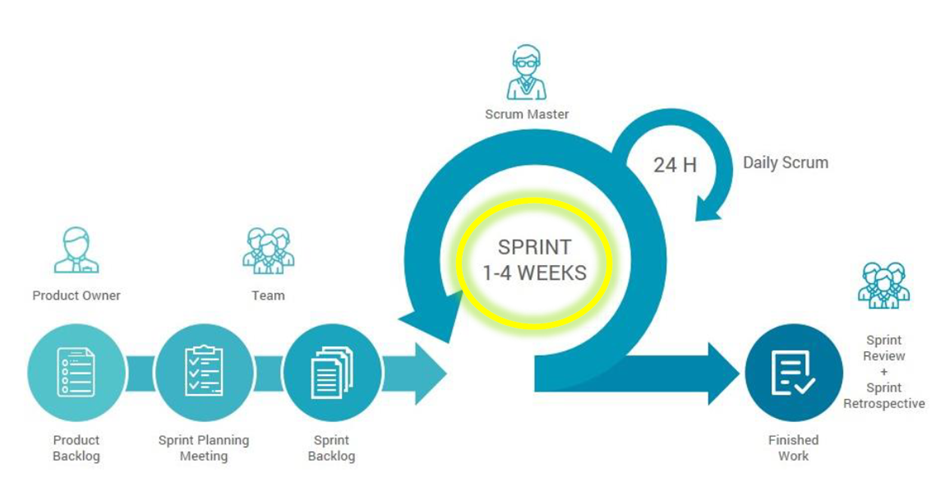 Scrum Master
24 H
Daily Scrum
SPRINT
1-4 WEEKS
Product Owner
Team
Product
Backlog
Sprint Planning
Meeting
Sprint
Backlog
Finished
Work
Sprint
Review
+
Sprint
Retrospective